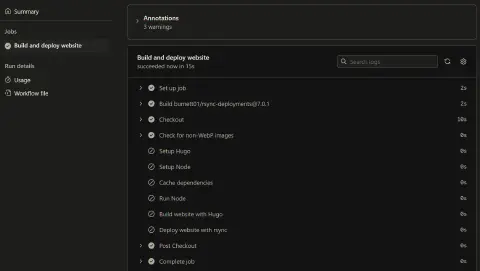 Summary
Jobs
Build and deploy website
Run details
Usage
Workflow file
Annotations
3 warnings
Build and deploy website
succeeded now in 15s
Search logs
Set up job 2s
Build burnett01/rsync-deployments@7.0.1 2s
Checkout 10s
Check for non-WebP images 0s
Setup Hugo 0s
Setup Node 0s
Cache dependencies 0s
Run Node 0s
Build website with Hugo 0s
Deploy website with rsync 0s
Post Checkout 0s
Complete job 0s